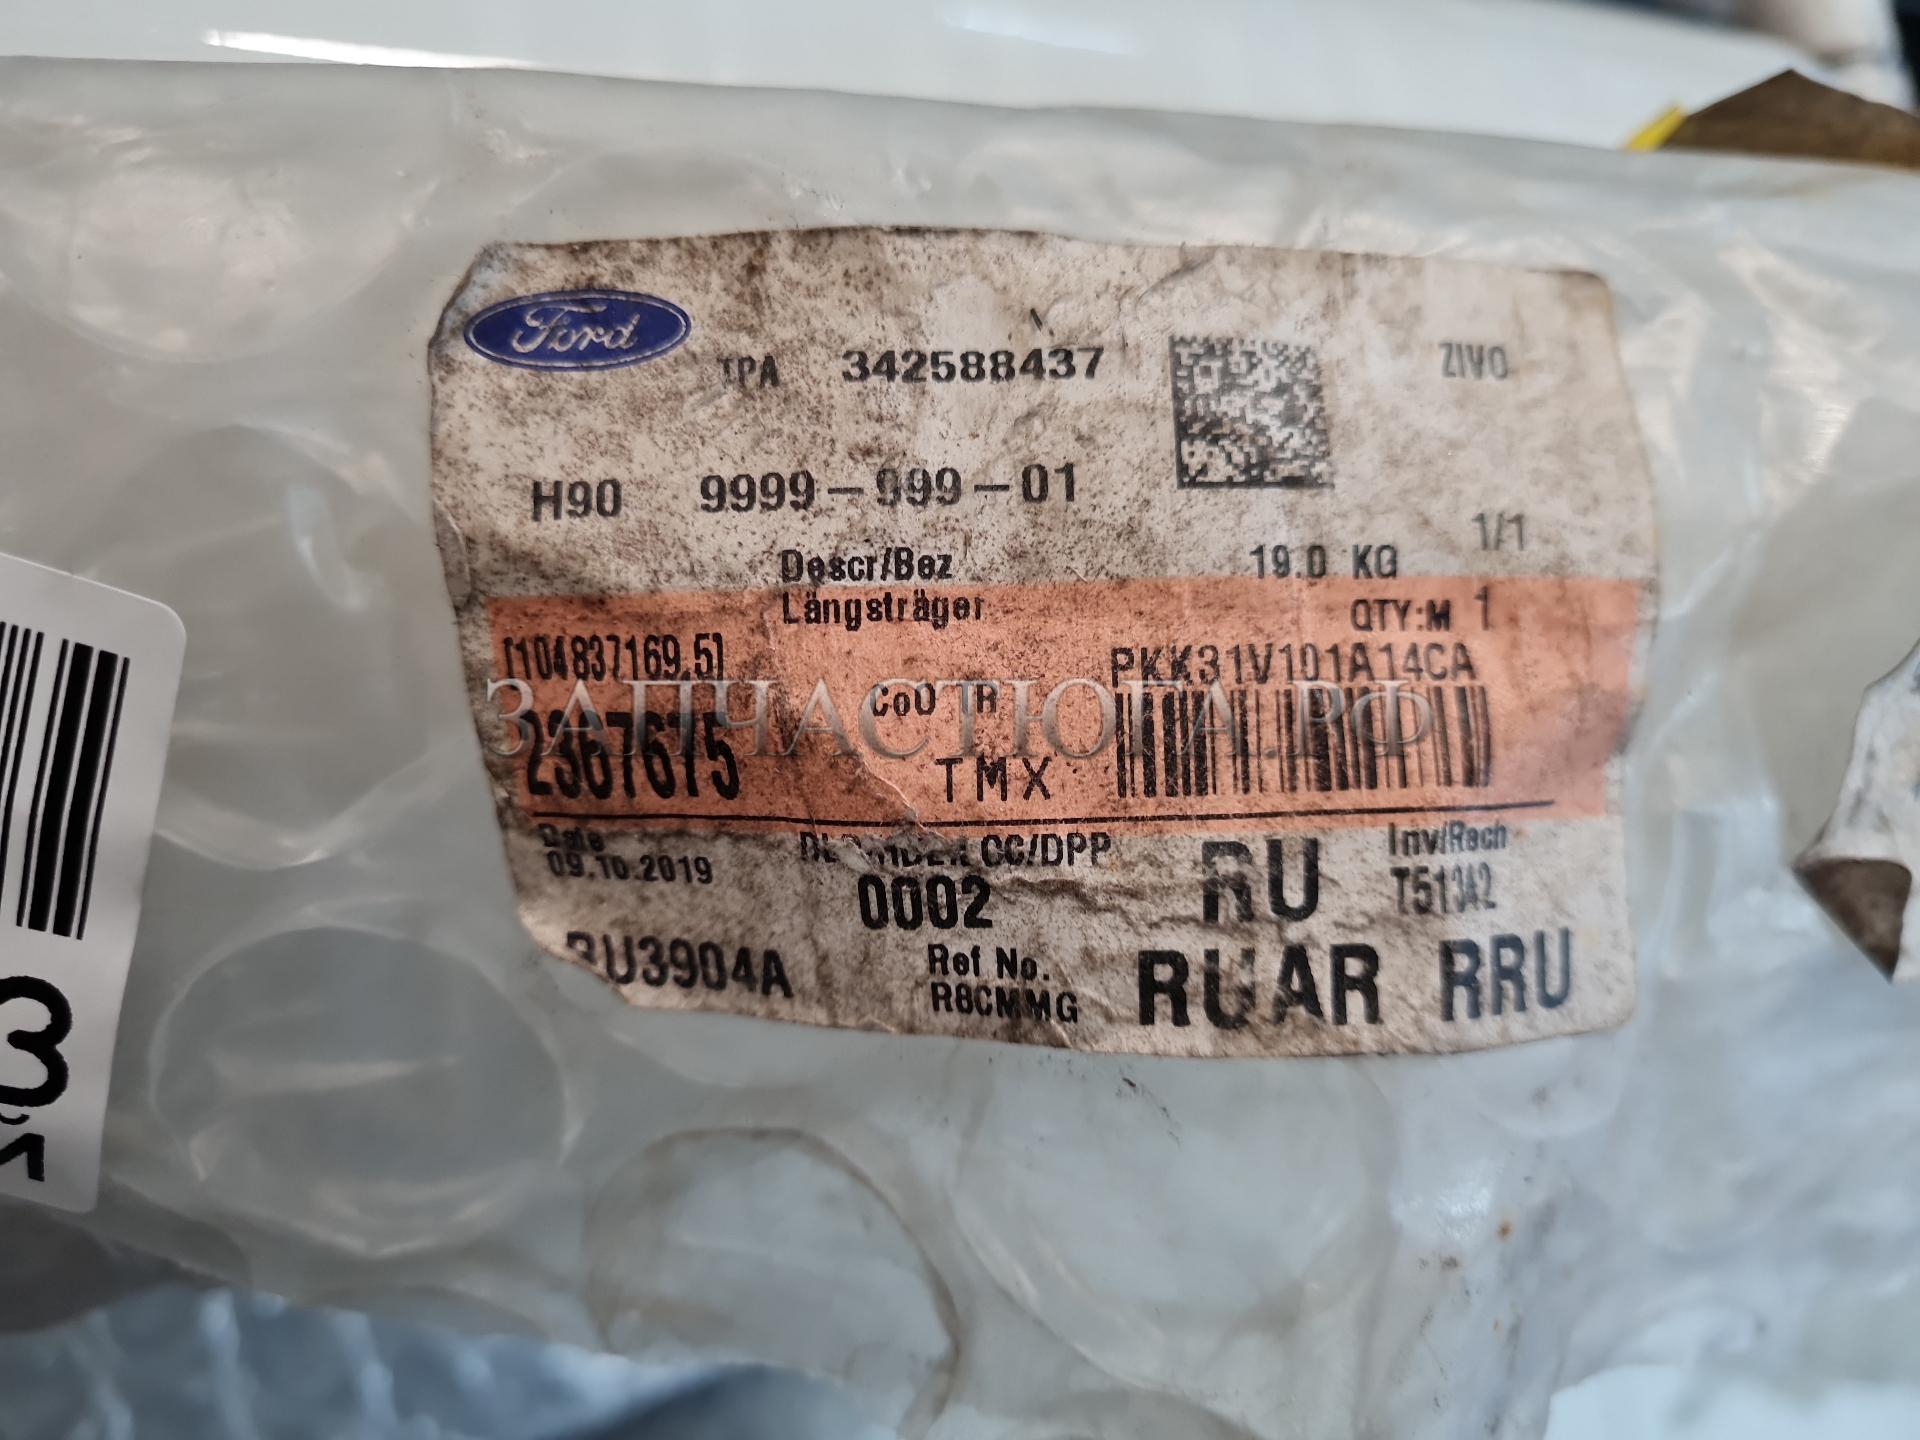 Ford
TPA 342588437
ZIVO
H90 9999-999-01
1/1
Descr/Bez
19.0 KG
Längsträger
QTY:M 1
[104837169.5]
PKK31V101A14CA
ЗАПЧАСТЮГА.РФ
CoO TR
2367675
TMX
Date
09.10.2019
CC/DPP
0002
RU
Inv/Rech
T513A2
RU3904A
Ref No.
R8CMMG
RUAR RRU
3